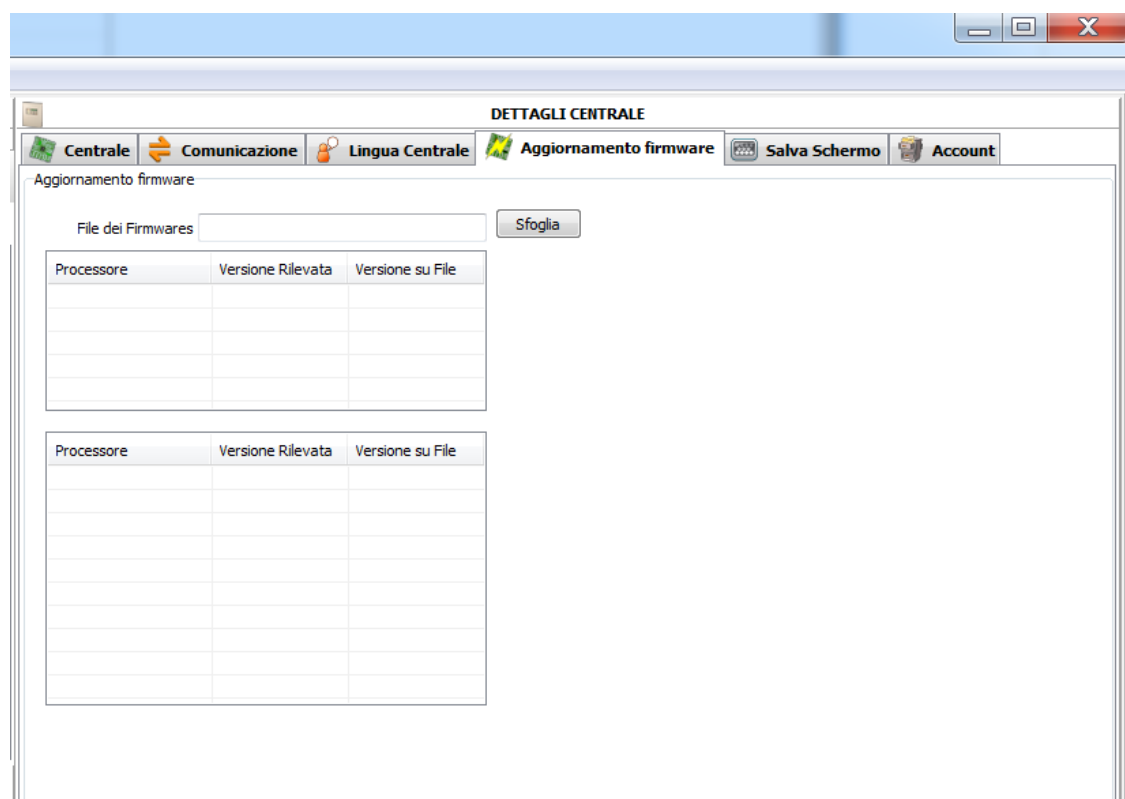 DETTAGLI CENTRALE
Centrale Comunicazione Lingua Centrale Aggiornamento firmware Salva Schermo Account
Aggiornamento firmware
File dei Firmwares Sfoglia
Processore Versione Rilevata Versione su File
Processore Versione Rilevata Versione su File